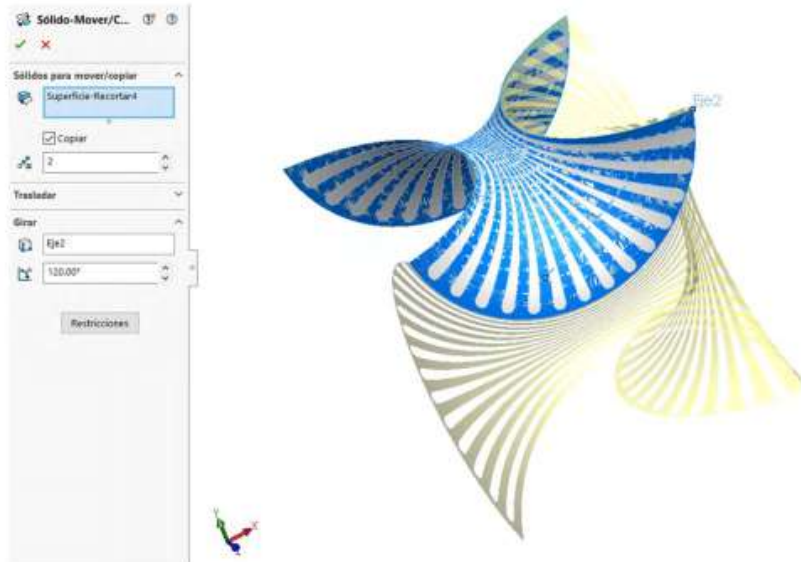 Sólido-Mover/C...
Sólidos para mover/copiar
Superficie-Recortar4
Copiar
2
Trasladar
Girar
Eje2
120.00°
Restricciones
Eje2
Y
X